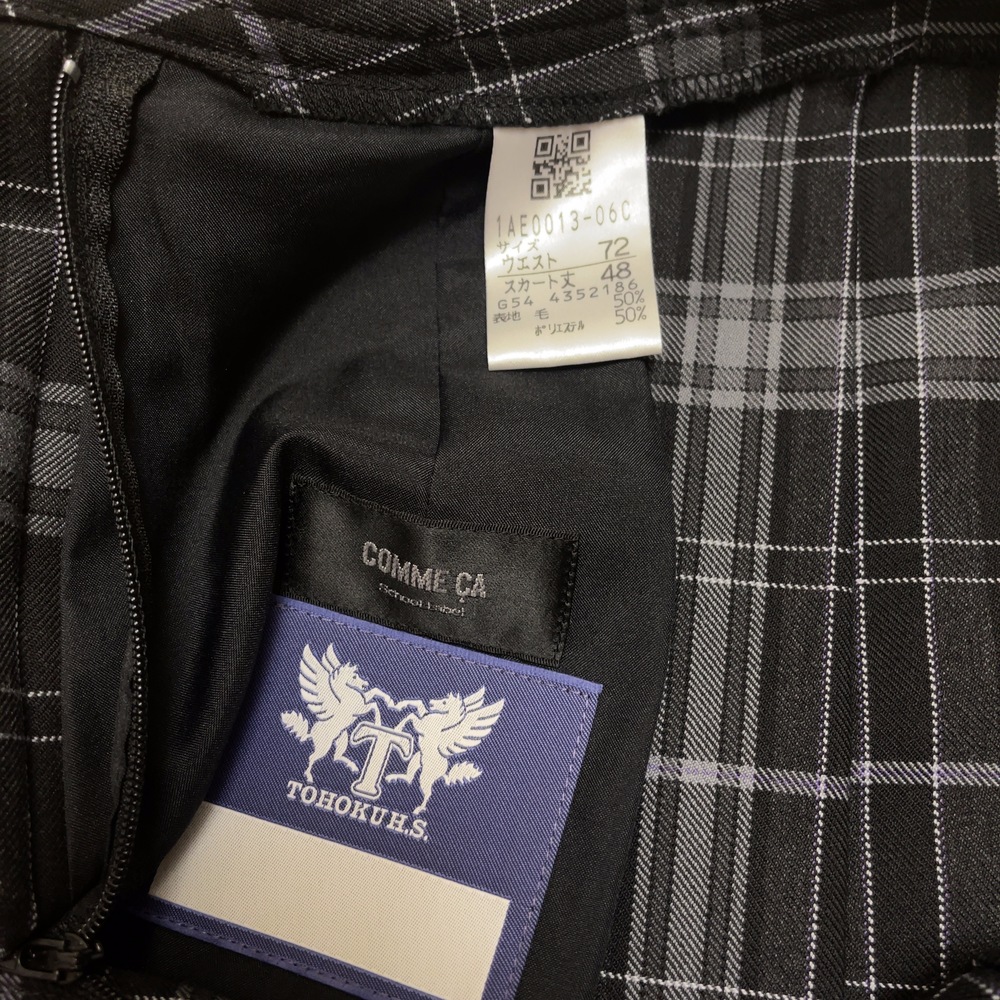 1AE0013-06C
サイズ
ウエスト 72
スカート丈 48
G54 4352186
表地 毛 50%
ポリエステル 50%
COMME ÇA
School Label
T
TOHOKU H.S.